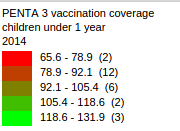 PENTA 3 vaccination coverage
children under 1 year
2014
65.6 - 78.9 (2)
78.9 - 92.1 (12)
92.1 - 105.4 (6)
105.4 - 118.6 (2)
118.6 - 131.9 (3)